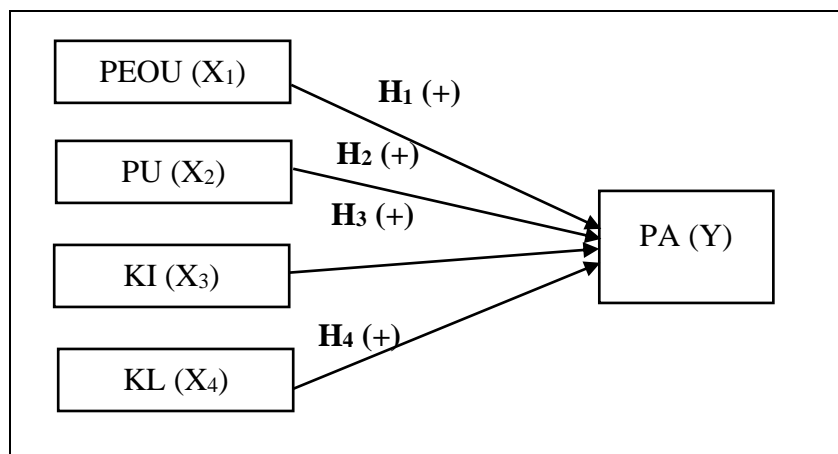 PEOU (X₁)
H₁ (+)
PU (X₂)
H₂ (+)
H₃ (+)
PA (Y)
KI (X₃)
H₄ (+)
KL (X₄)